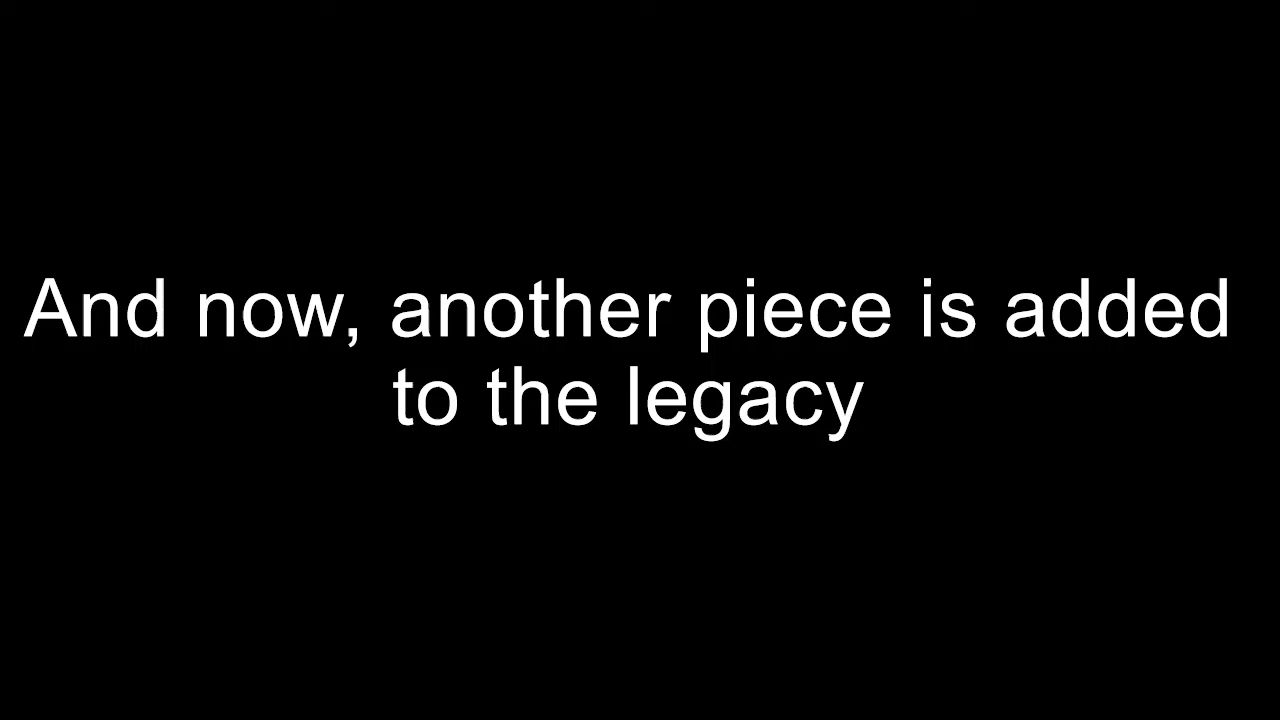 And now, another piece is added
to the legacy